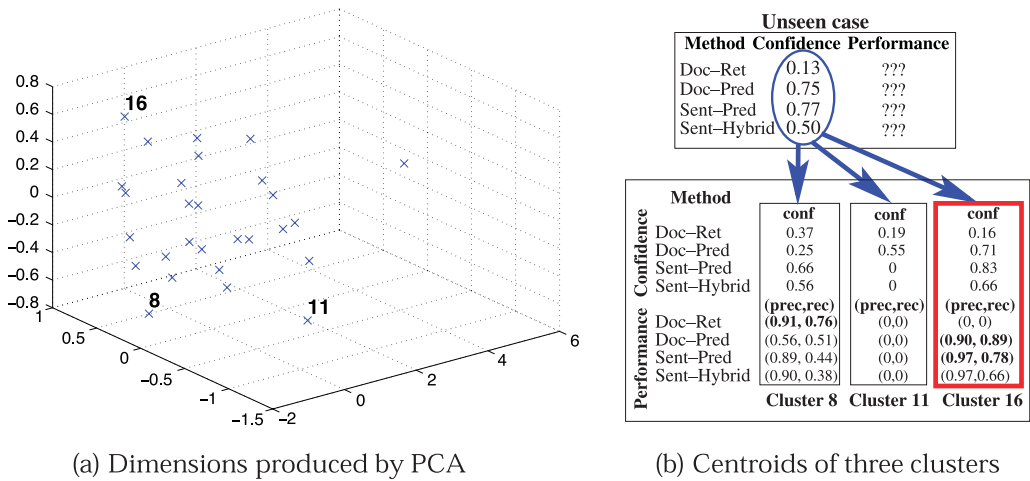 0.8
0.6
0.4
0.2
0
−0.2
−0.4
−0.6
−0.8
1
0.5
0
−0.5
−1
−1.5
−2
0
2
4
6
16
8
11
(a) Dimensions produced by PCA
Unseen case
Method Confidence Performance
Doc–Ret 0.13 ???
Doc–Pred 0.75 ???
Sent–Pred 0.77 ???
Sent–Hybrid 0.50 ???
Method
Confidence
conf conf conf
Doc–Ret 0.37 0.19 0.16
Doc–Pred 0.25 0.55 0.71
Sent–Pred 0.66 0 0.83
Sent–Hybrid 0.56 0 0.66
Performance
(prec,rec) (prec,rec) (prec,rec)
Doc–Ret (0.91, 0.76) (0,0) (0, 0)
Doc–Pred (0.56, 0.51) (0,0) (0.90, 0.89)
Sent–Pred (0.89, 0.44) (0,0) (0.97, 0.78)
Sent–Hybrid (0.90, 0.38) (0,0) (0.97,0.66)
Cluster 8 Cluster 11 Cluster 16
(b) Centroids of three clusters